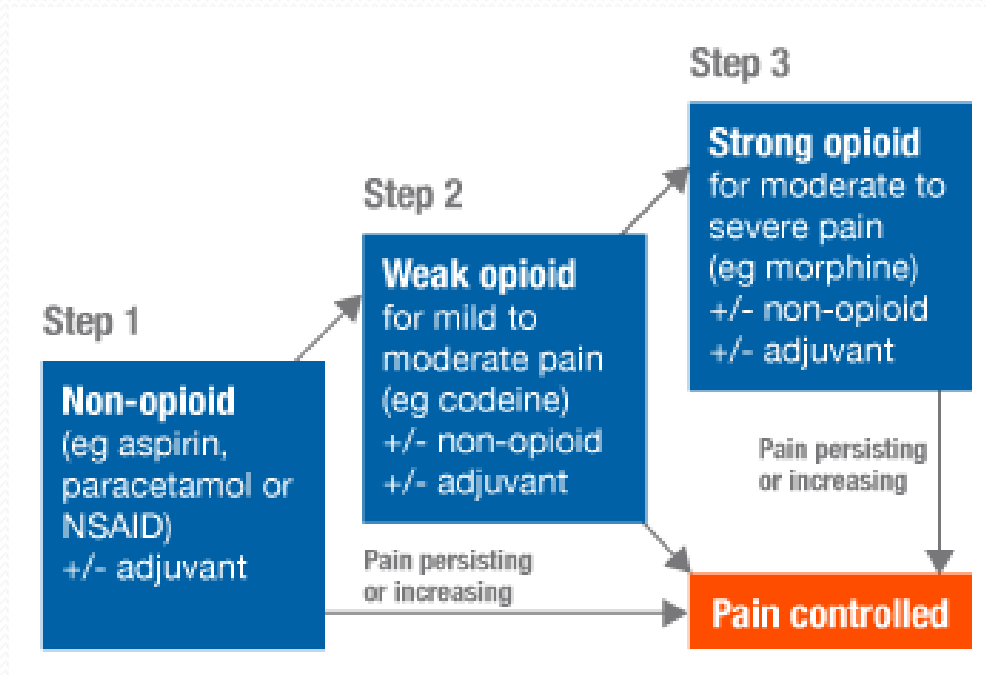 Step 1
Non-opioid
(eg aspirin,
paracetamol or
NSAID)
+/- adjuvant
Step 2
Weak opioid
for mild to
moderate pain
(eg codeine)
+/- non-opioid
+/- adjuvant
Step 3
Strong opioid
for moderate to
severe pain
(eg morphine)
+/- non-opioid
+/- adjuvant
Pain persisting
or increasing
Pain persisting
or increasing
Pain controlled